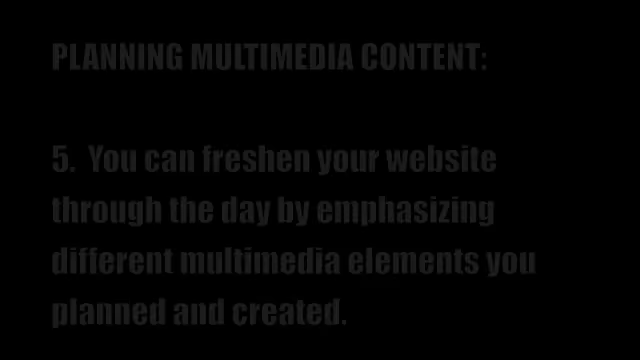 PLANNING MULTIMEDIA CONTENT:
5. You can freshen your website
through the day by emphasizing
different multimedia elements you
planned and created.